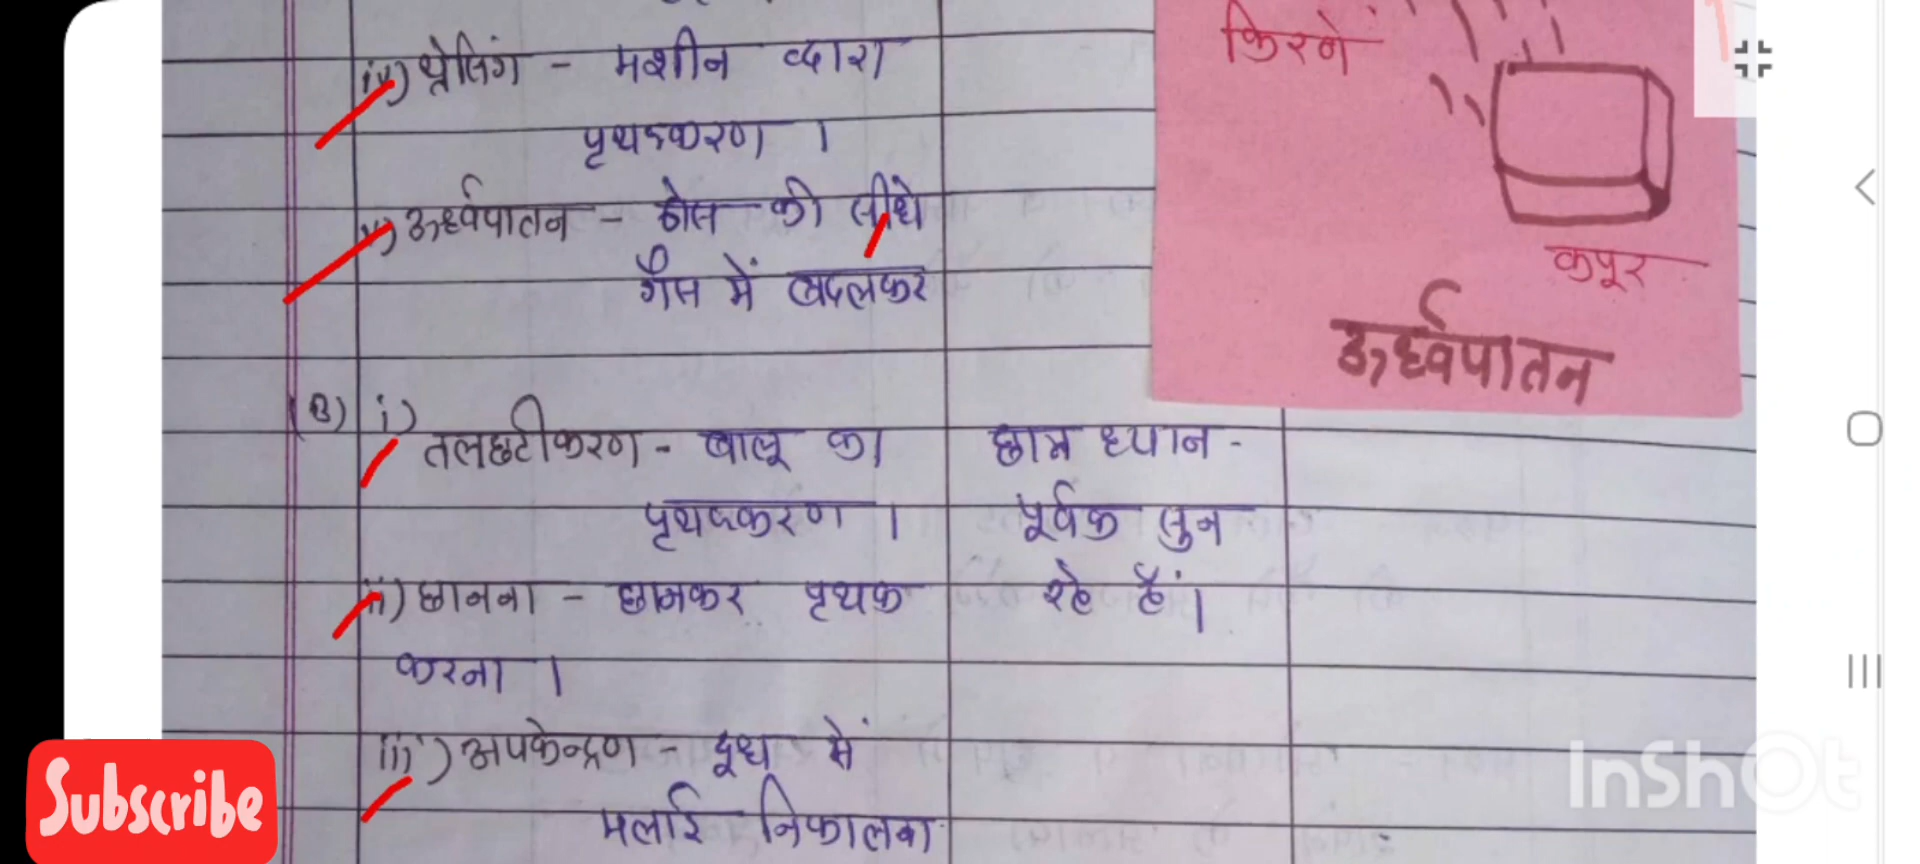 iv) थ्रेसिंग - मशीन व्दारा
पृथक्करण ।
v) ऊर्ध्वपातन - ठोस को सीधे
गैस में बदलकर
किरणे
कपूर
ऊर्ध्वपातन
(B) i)
तलछटीकरण - बालू का
पृथक्करण ।
ii) छानना - छानकर पृथक
करना ।
iii) अपकेन्द्रण - दूध से
मलाई निकालना
छात्र ध्यान -
पूर्वक सुन
रहे हैं।
Subscribe
InShOt